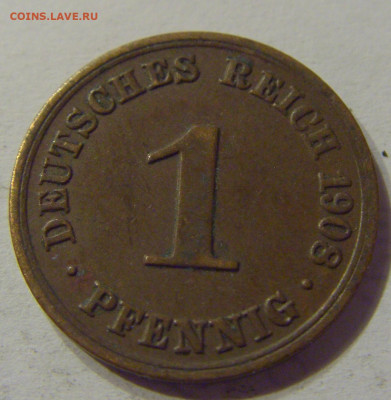 COINS.LAVE.RU
DEUTSCHES REICH 1908
1
· PFENNIG ·